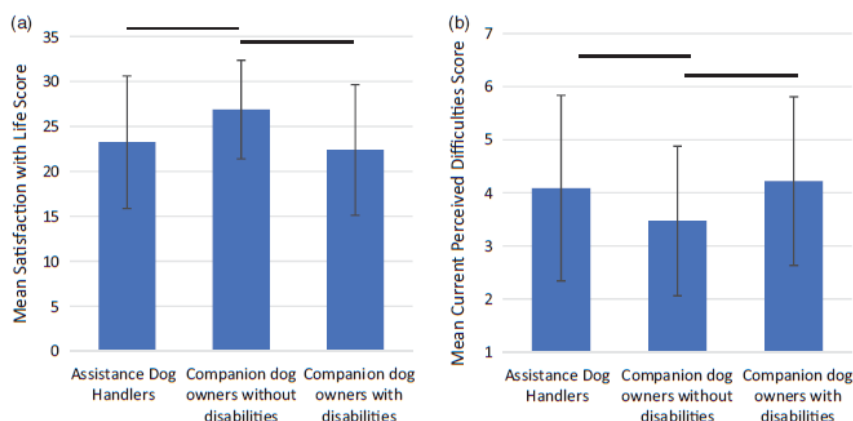 (a)
Mean Satisfaction with Life Score
35
30
25
20
15
10
5
0
Assistance Dog
Handlers
Companion dog
owners without
disabilities
Companion dog
owners with
disabilities
(b)
Mean Current Perceived Difficulties Score
7
6
5
4
3
2
1
Assistance Dog
Handlers
Companion dog
owners without
disabilities
Companion dog
owners with
disabilities